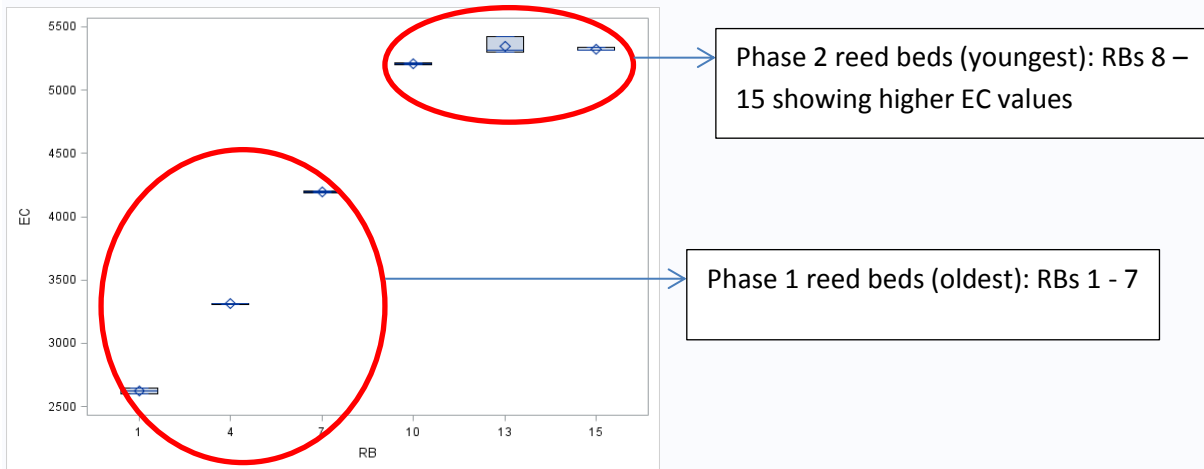 5500
5000
4500
4000
3500
3000
2500
EC
1 4 7 10 13 15
RB
Phase 2 reed beds (youngest): RBs 8 –
15 showing higher EC values
Phase 1 reed beds (oldest): RBs 1 - 7